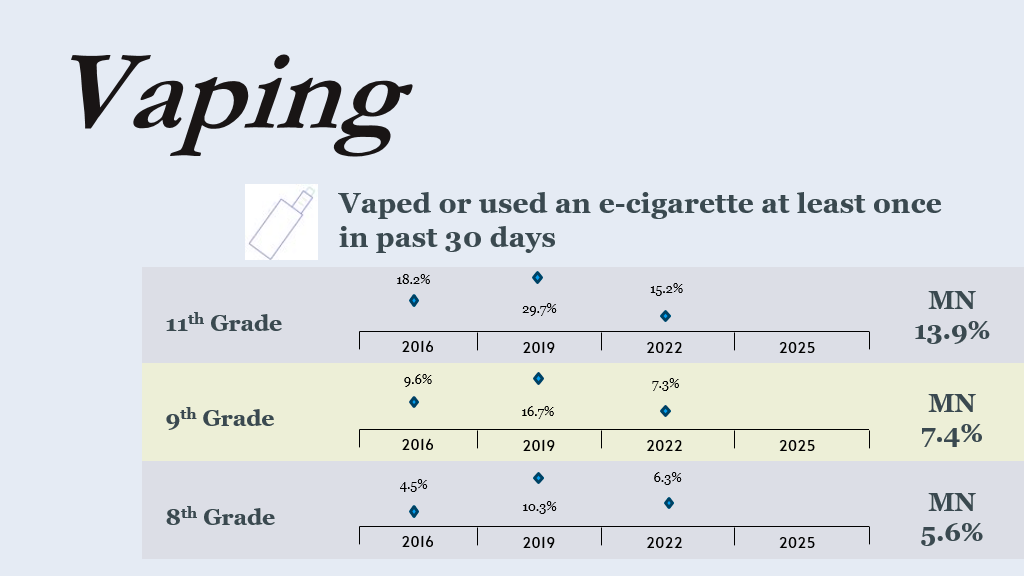 Vaping
Vaped or used an e-cigarette at least once
in past 30 days
11th Grade
18.2%
29.7%
15.2%
2016
2019
2022
2025
MN
13.9%
9th Grade
9.6%
16.7%
7.3%
2016
2019
2022
2025
MN
7.4%
8th Grade
4.5%
10.3%
6.3%
2016
2019
2022
2025
MN
5.6%